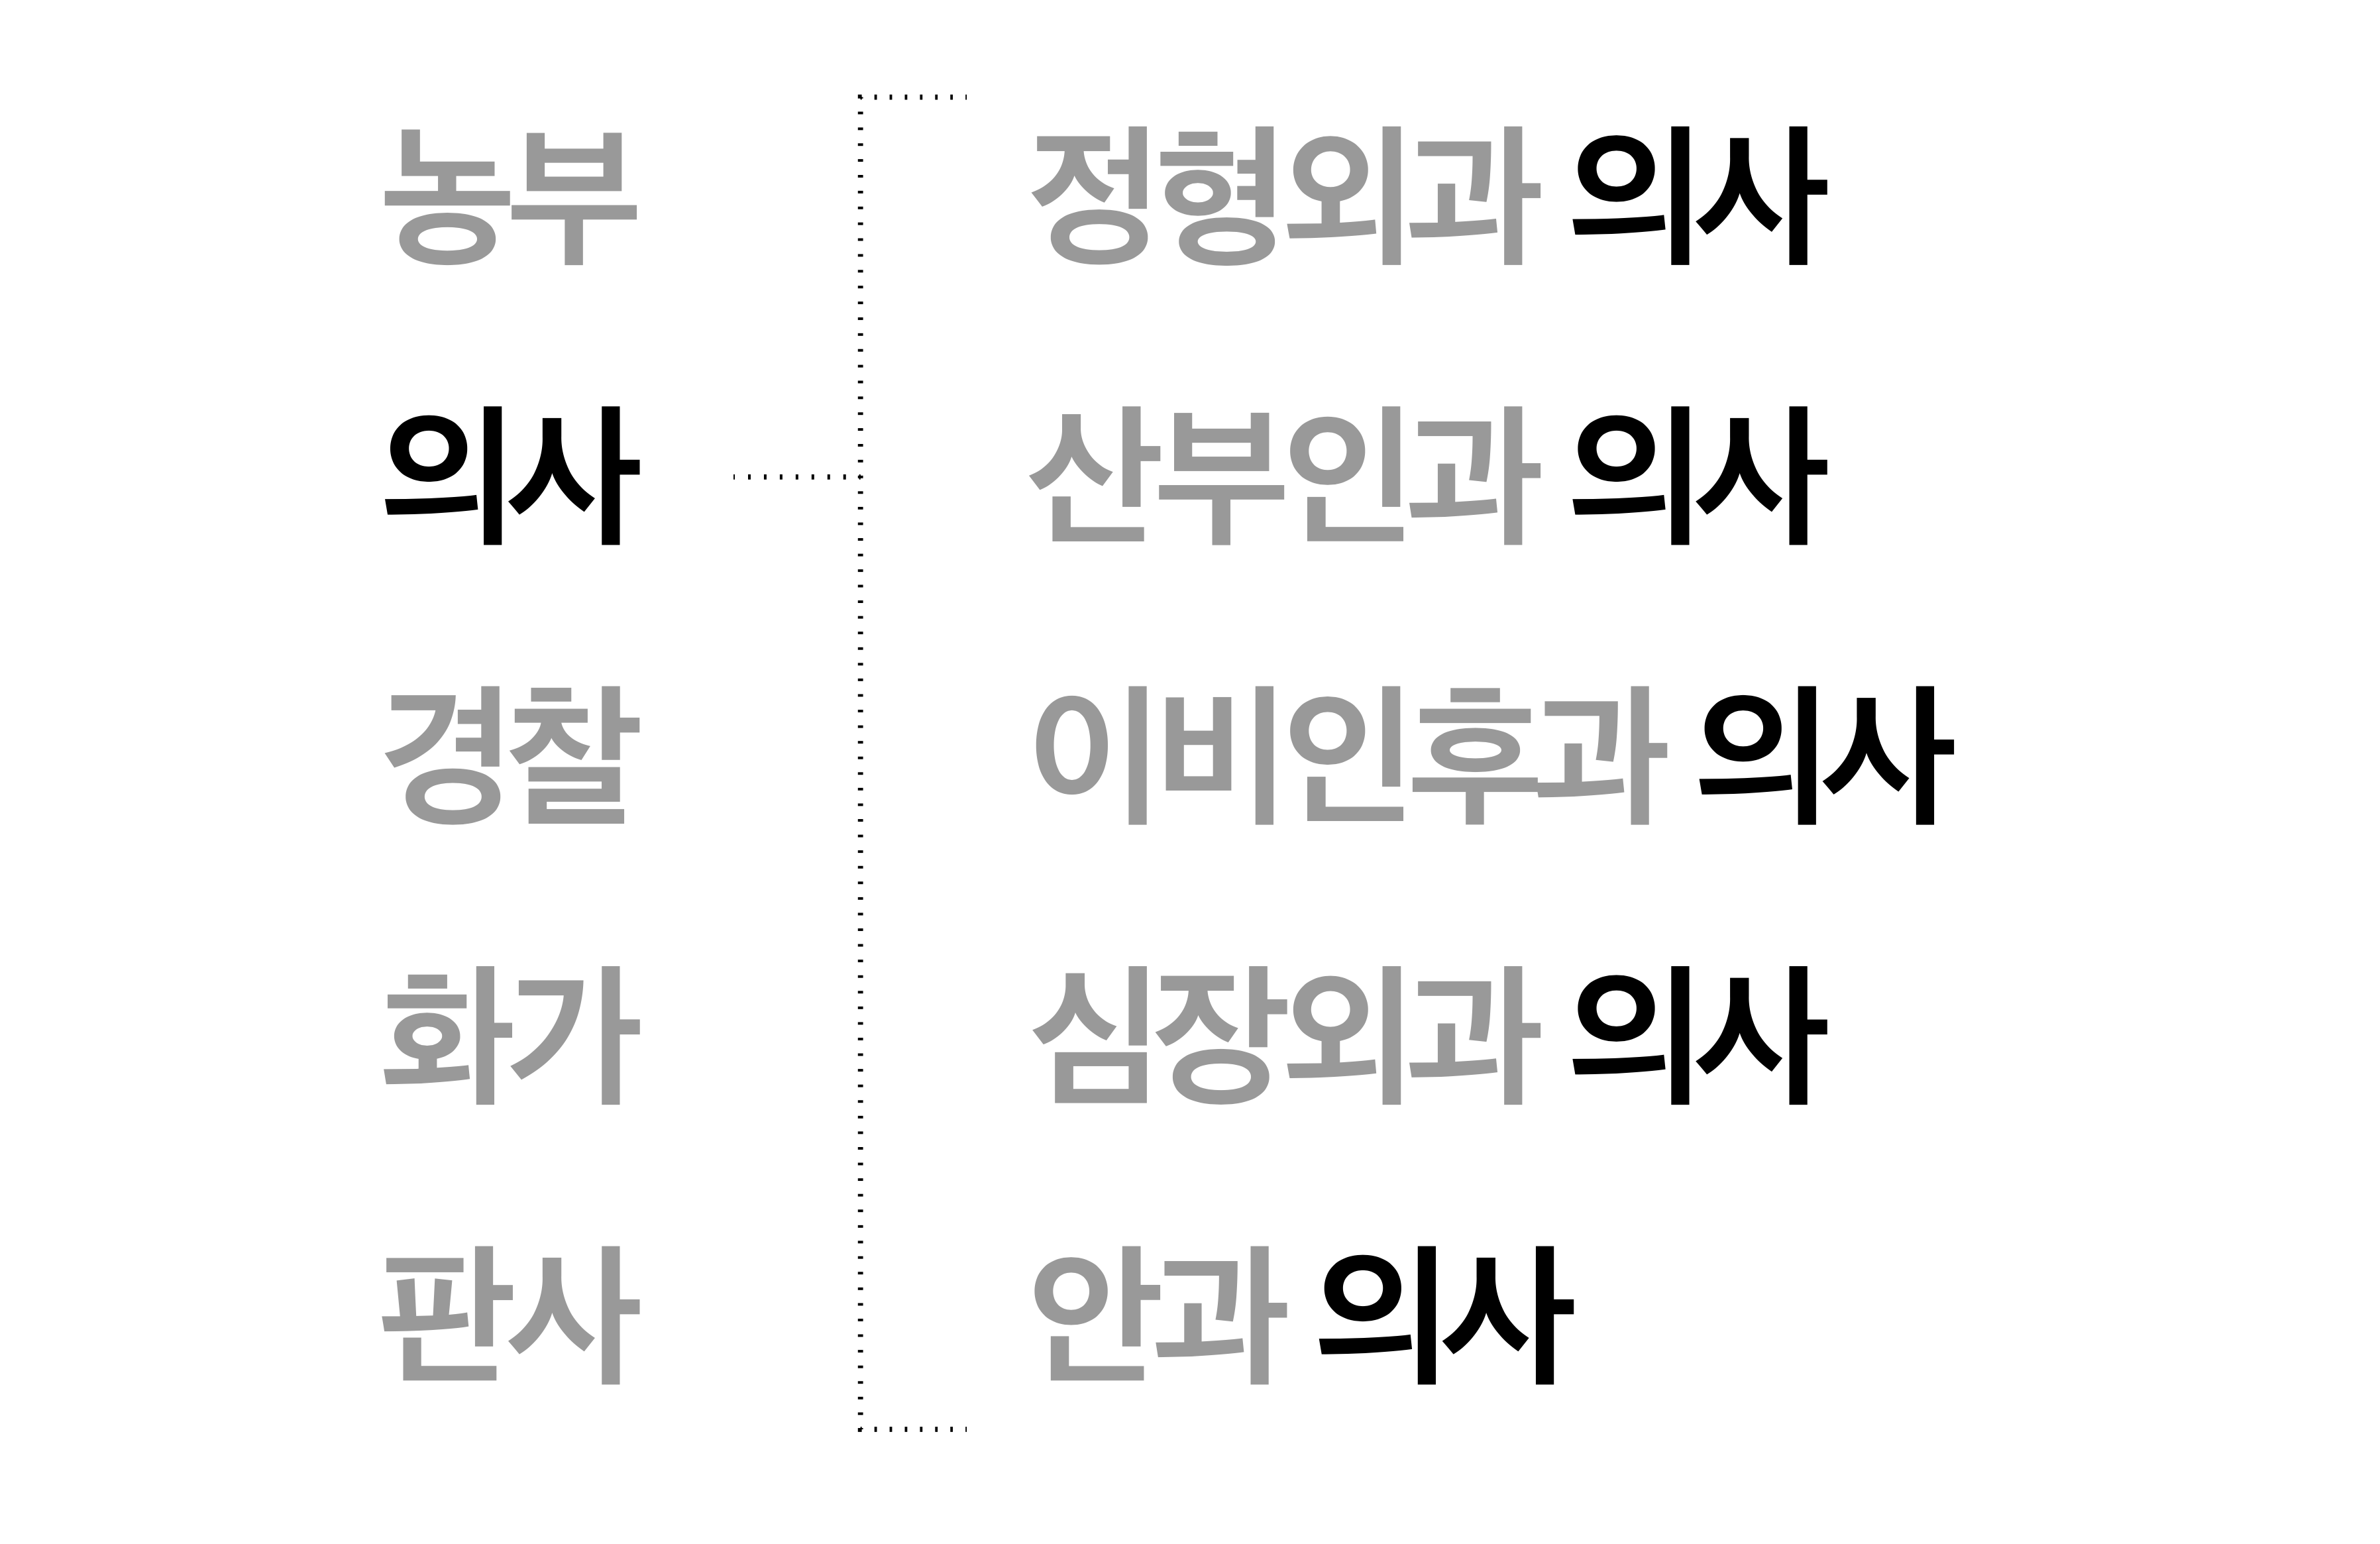 농부
의사
경찰
화가
판사
정형외과 의사
산부인과 의사
이비인후과 의사
심장외과 의사
안과 의사